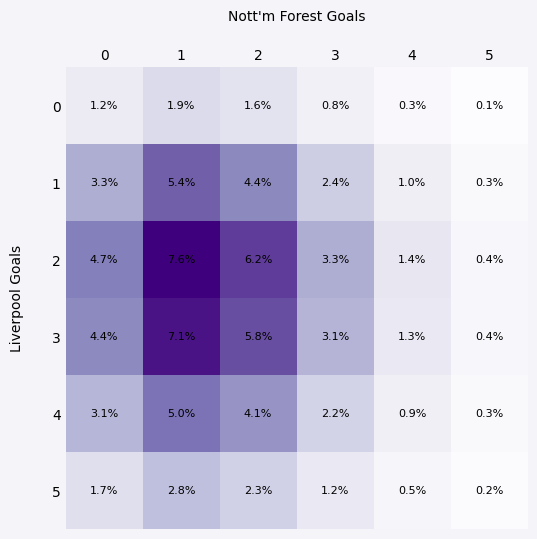 Nott'm Forest Goals
0 1 2 3 4 5
Liverpool Goals
0 1.2% 1.9% 1.6% 0.8% 0.3% 0.1%
1 3.3% 5.4% 4.4% 2.4% 1.0% 0.3%
2 4.7% 7.6% 6.2% 3.3% 1.4% 0.4%
3 4.4% 7.1% 5.8% 3.1% 1.3% 0.4%
4 3.1% 5.0% 4.1% 2.2% 0.9% 0.3%
5 1.7% 2.8% 2.3% 1.2% 0.5% 0.2%